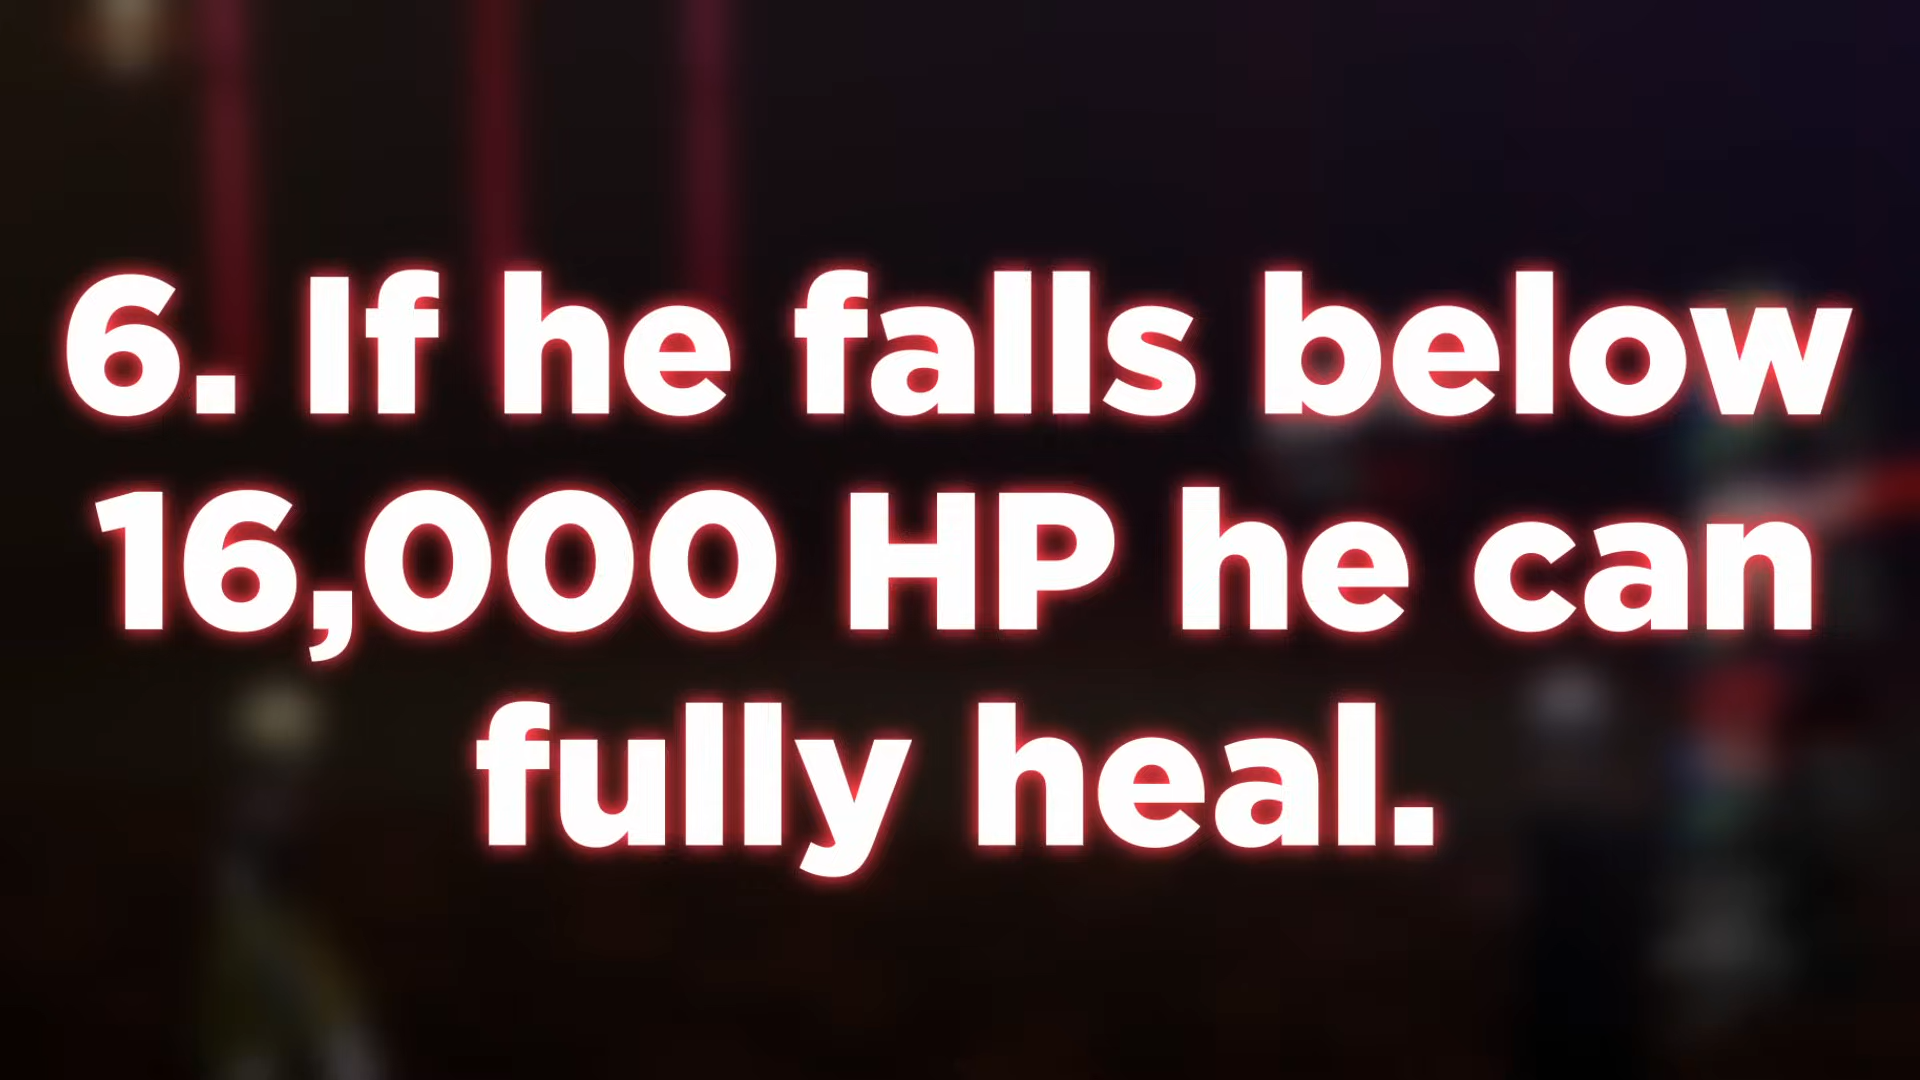 6. If he falls below
16,000 HP he can
fully heal.